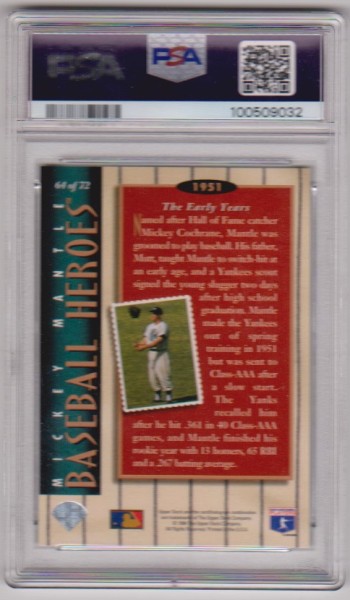 PSA
PSA
100509032
64 of 72
MICKEY MANTLE
BASEBALL HEROES
1951
The Early Years
Named after Hall of Fame catcher
Mickey Cochrane, Mantle was
groomed to play baseball. His father,
Mutt, taught Mantle to switch-hit at
an early age, and a Yankees scout
signed the young slugger two days
after high school
graduation. Mantle
made the Yankees
out of spring
training in 1951
but was sent to
Class-AAA after
a slow start.
The Yanks
recalled him
after he hit .361 in 40 Class-AAA
games, and Mantle finished his
rookie year with 13 homers, 65 RBI
and a .267 batting average.